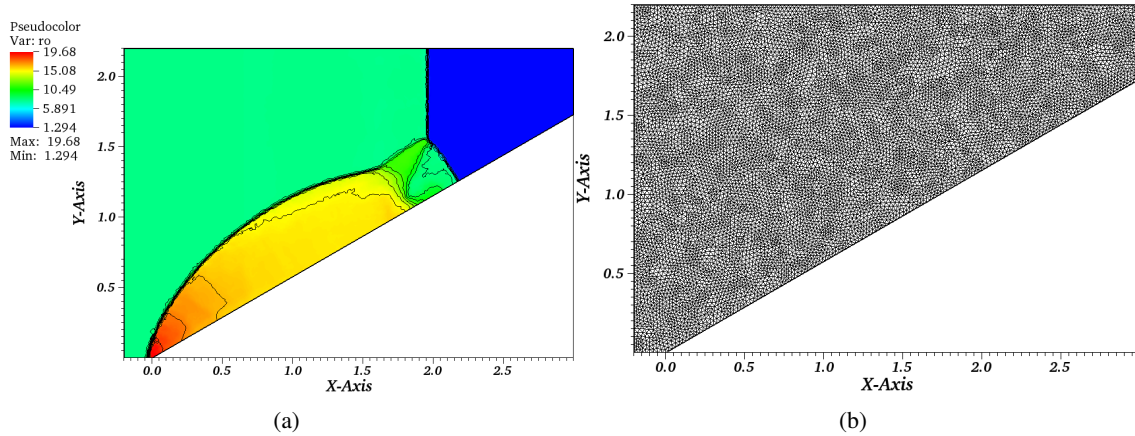 Pseudocolor
Var: ro
19.68
15.08
10.49
5.891
1.294
Max: 19.68
Min: 1.294
2.0
1.5
1.0
0.5
Y-Axis
0.0 0.5 1.0 1.5 2.0 2.5
X-Axis
(a)
2.0
1.5
1.0
0.5
Y-Axis
0.0 0.5 1.0 1.5 2.0 2.5
X-Axis
(b)